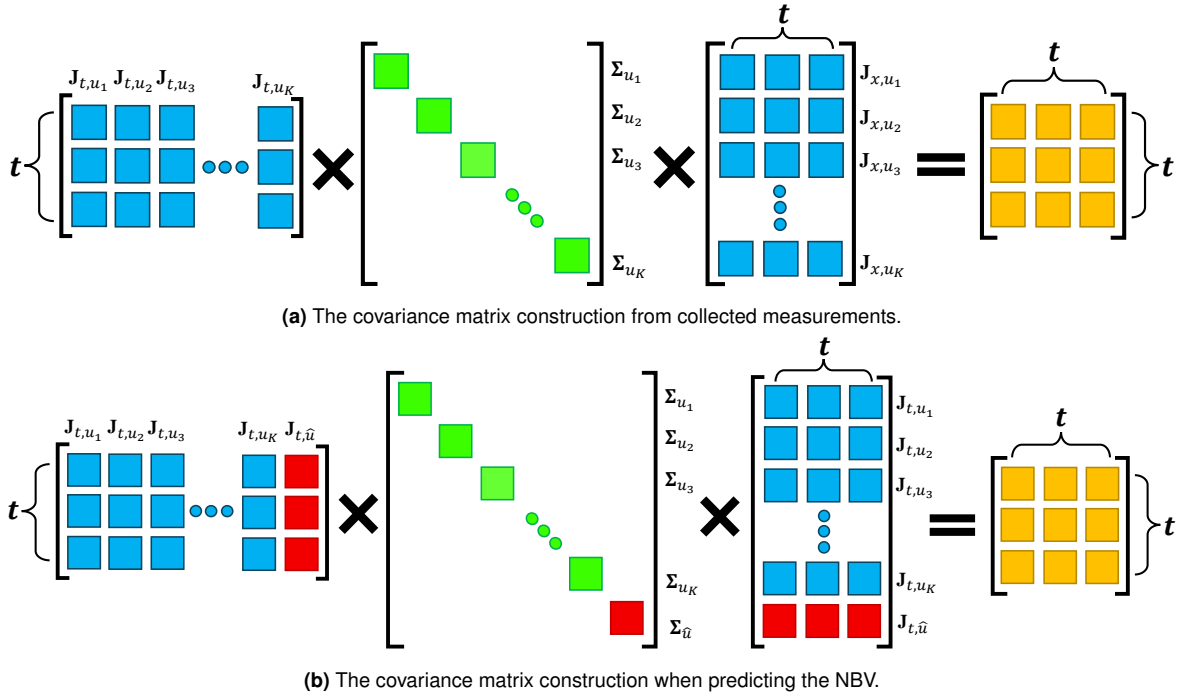 t
t
J_{t,u_1} J_{t,u_2} J_{t,u_3} J_{t,u_K}
t
Σ_{u_1}
Σ_{u_2}
Σ_{u_3}
Σ_{u_K}
J_{x,u_1}
J_{x,u_2}
J_{x,u_3}
J_{x,u_K}
t
(a) The covariance matrix construction from collected measurements.
t
t
J_{t,u_1} J_{t,u_2} J_{t,u_3} J_{t,u_K} J_{t,û}
t
Σ_{u_1}
Σ_{u_2}
Σ_{u_3}
Σ_{u_K}
Σ_{û}
J_{t,u_1}
J_{t,u_2}
J_{t,u_3}
J_{t,u_K}
J_{t,û}
t
(b) The covariance matrix construction when predicting the NBV.